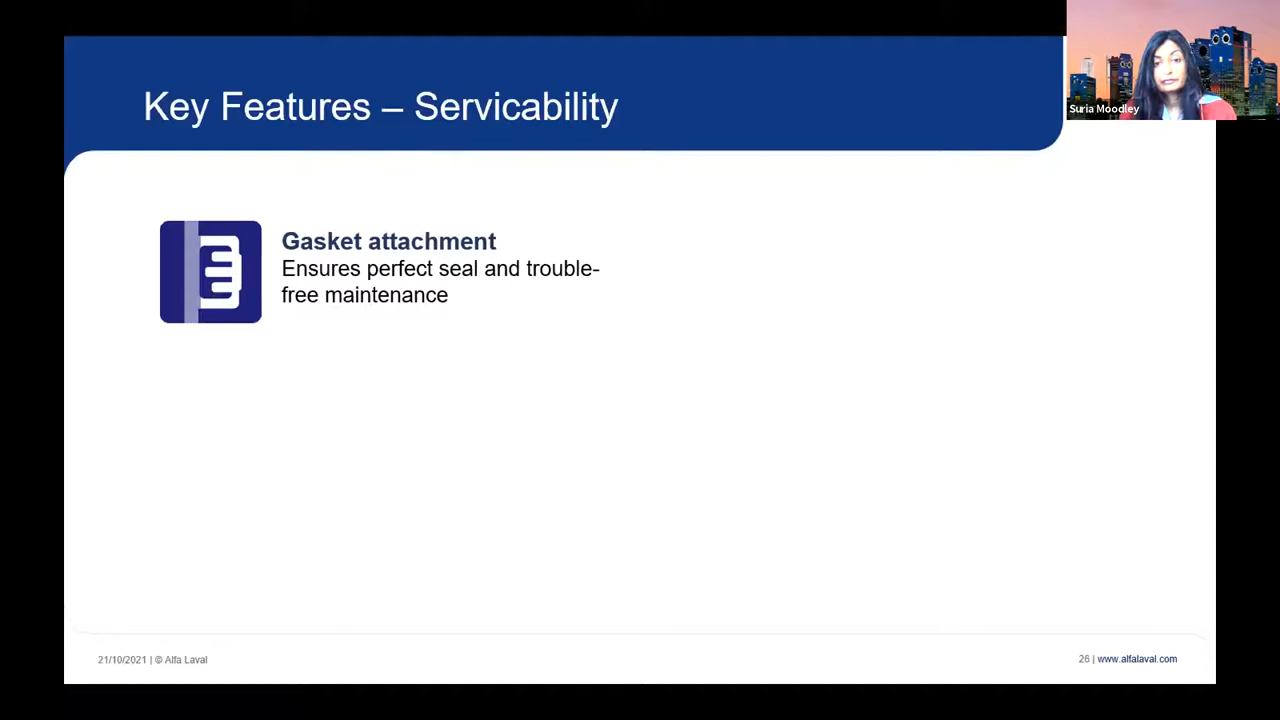 Key Features – Servicability
Suria Moodley
Gasket attachment
Ensures perfect seal and trouble-
free maintenance
21/10/2021 | © Alfa Laval
26 | www.alfalaval.com